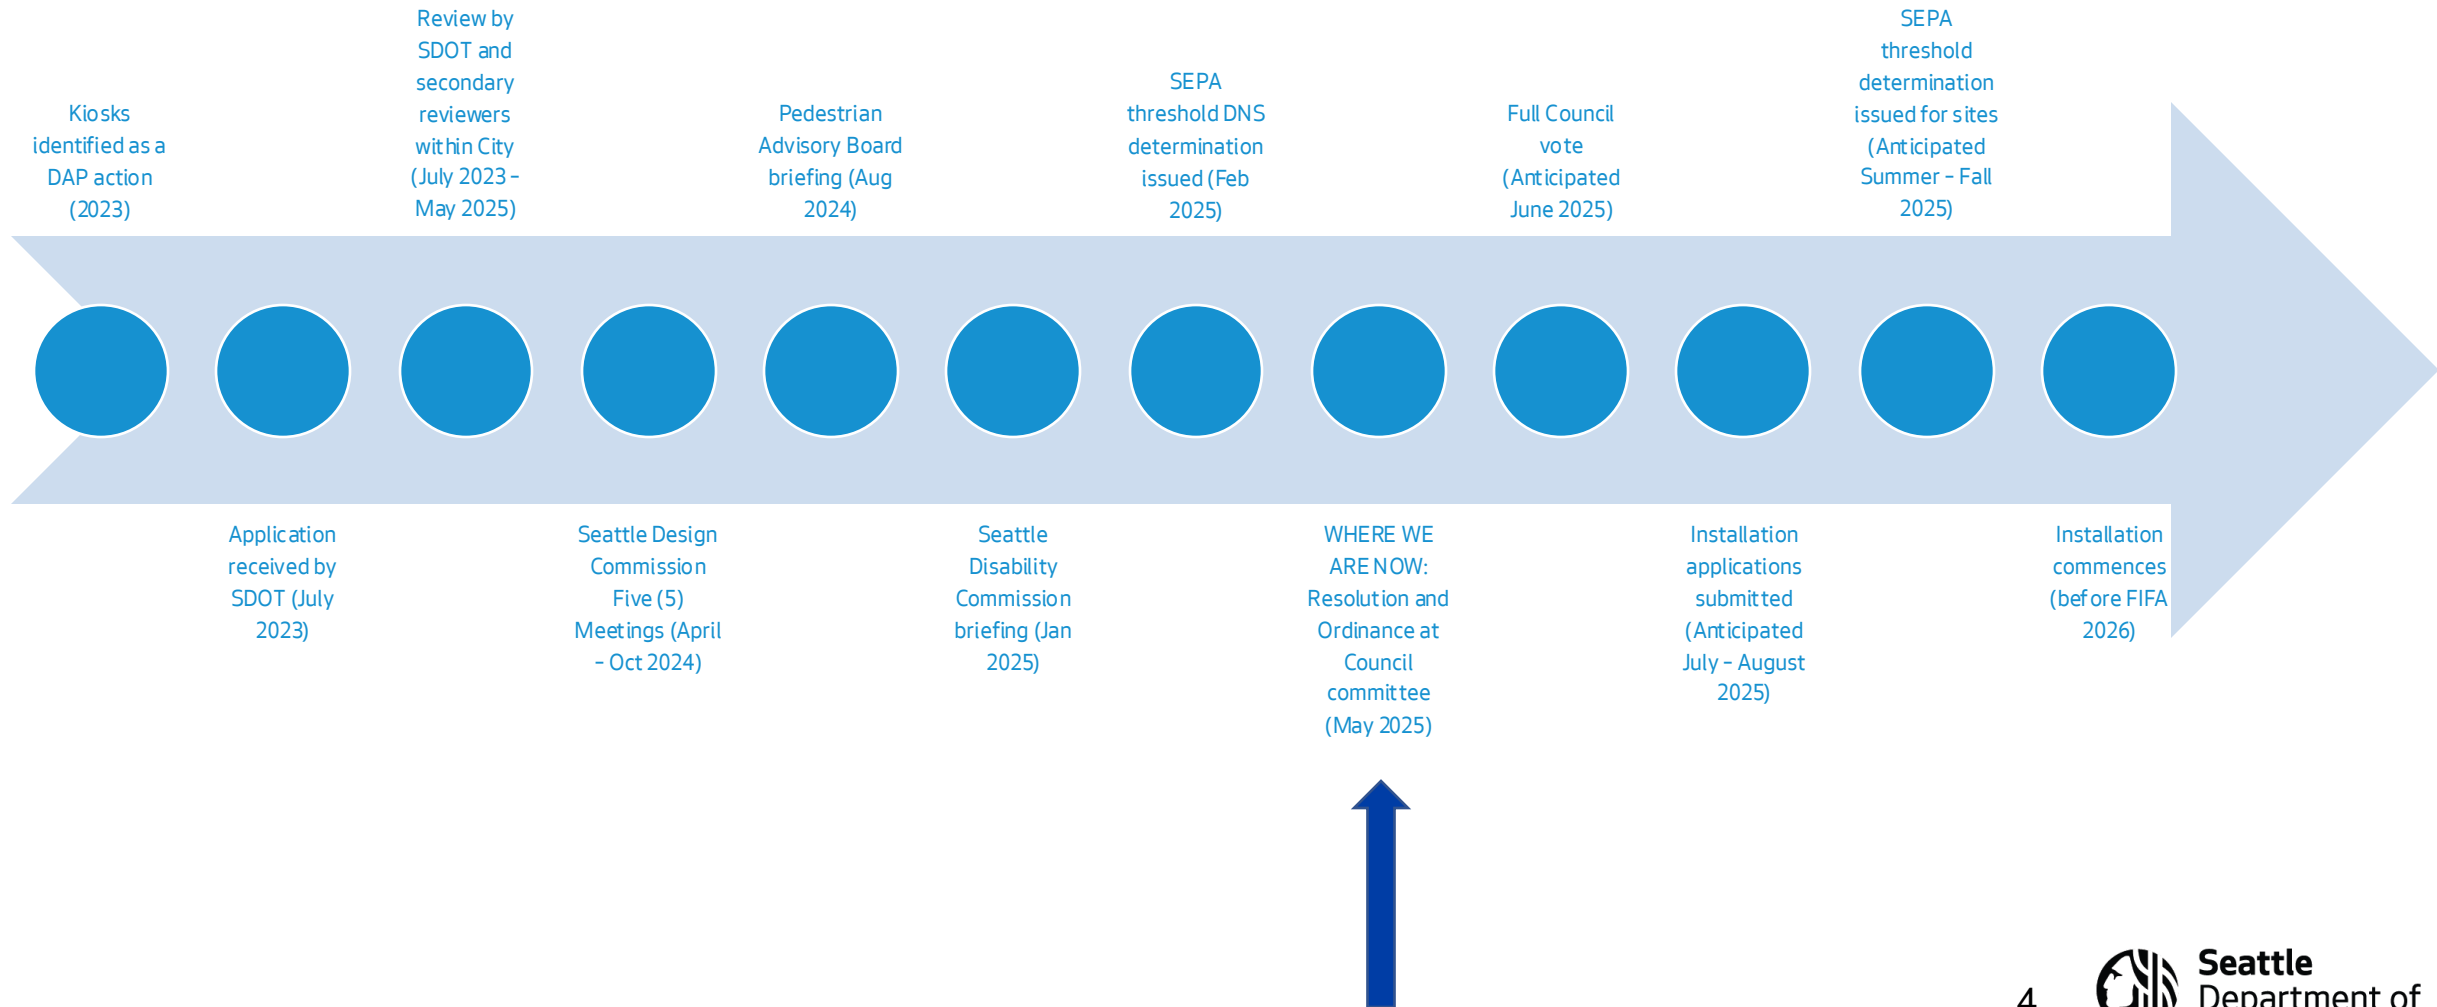 Kiosks
identified as a
DAP action
(2023)
Application
received by
SDOT (July
2023)
Review by
SDOT and
secondary
reviewers
within City
(July 2023 –
May 2025)
Seattle Design
Commission
Five (5)
Meetings (April
– Oct 2024)
Pedestrian
Advisory Board
briefing (Aug
2024)
Seattle
Disability
Commission
briefing (Jan
2025)
SEPA
threshold DNS
determination
issued (Feb
2025)
WHERE WE
ARE NOW:
Resolution and
Ordinance at
Council
committee
(May 2025)
Full Council
vote
(Anticipated
June 2025)
Installation
applications
submitted
(Anticipated
July – August
2025)
SEPA
threshold
determination
issued for sites
(Anticipated
Summer – Fall
2025)
Installation
commences
(before FIFA
2026)
4
Seattle
Department of